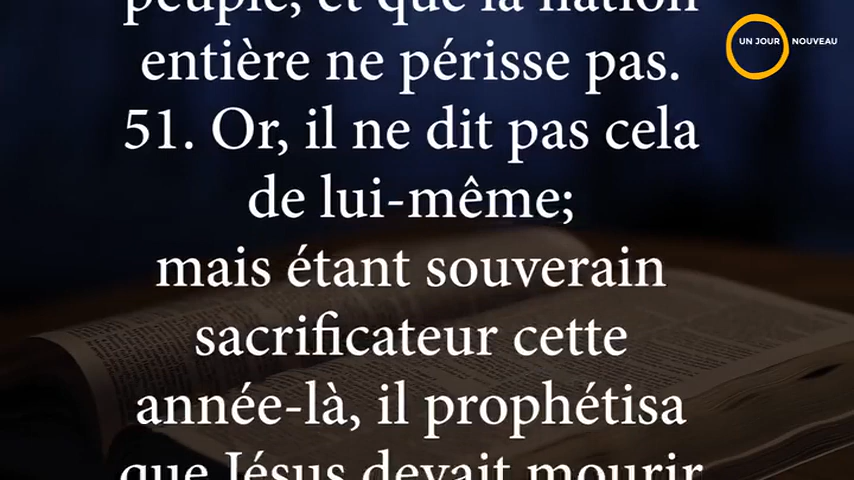 peuple, et que la nation
entière ne périsse pas.
51. Or, il ne dit pas cela
de lui-même;
mais étant souverain
sacrificateur cette
année-là, il prophétisa
que Jésus devait mourir
UN JOUR NOUVEAU